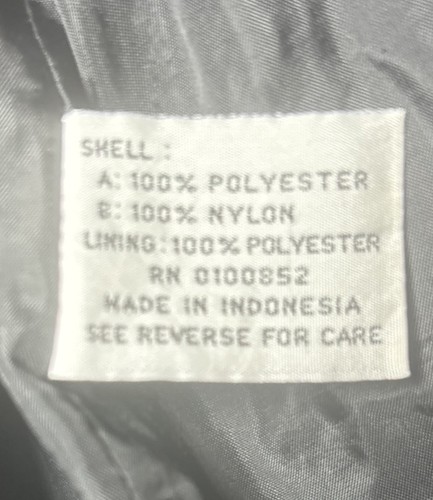 SHELL :
A: 100% POLYESTER
B: 100% NYLON
LINING: 100% POLYESTER
RN 0100852
MADE IN INDONESIA
SEE REVERSE FOR CARE